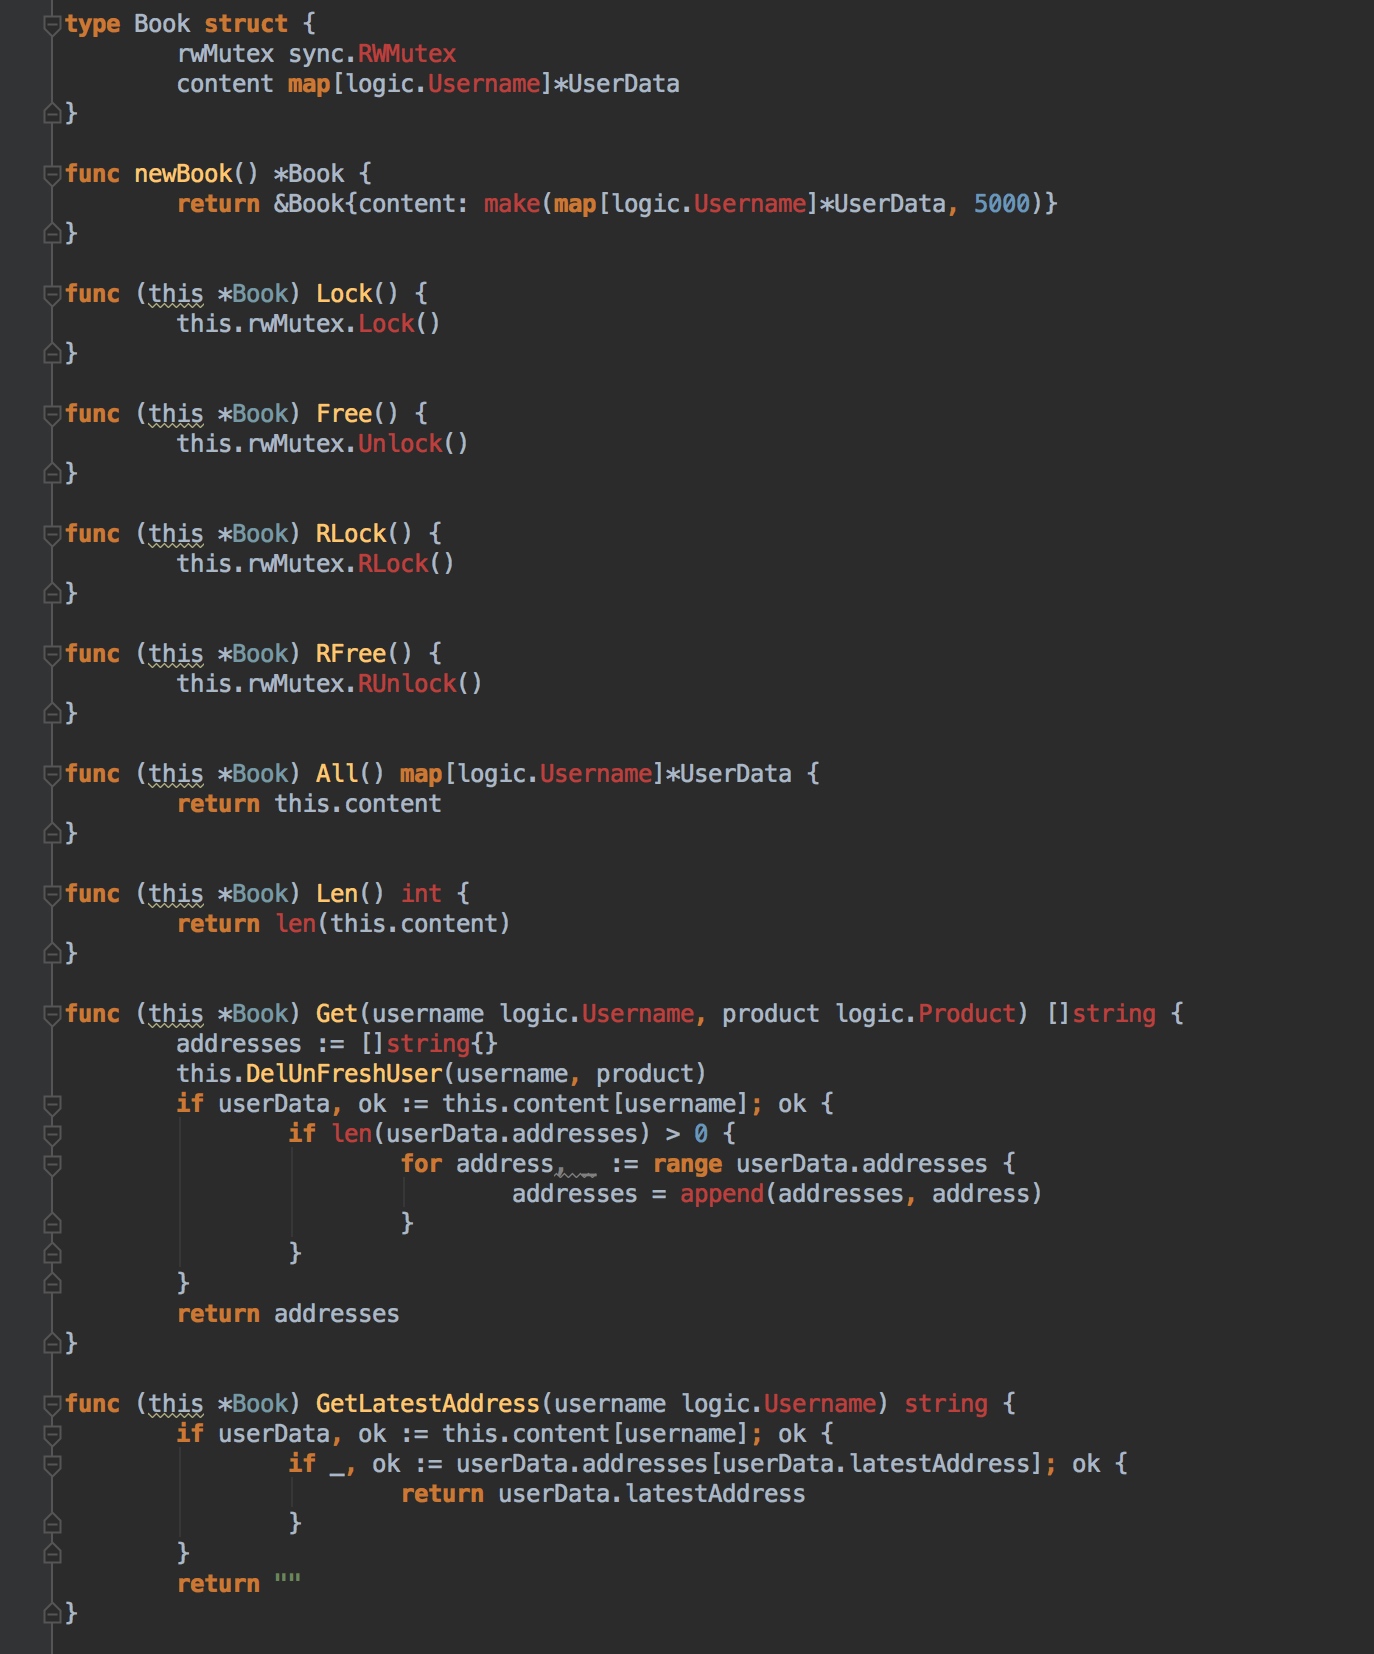 type Book struct {
rwMutex sync.RWMutex
content map[logic.Username]*UserData
}
func newBook() *Book {
return &Book{content: make(map[logic.Username]*UserData, 5000)}
}
func (this *Book) Lock() {
this.rwMutex.Lock()
}
func (this *Book) Free() {
this.rwMutex.Unlock()
}
func (this *Book) RLock() {
this.rwMutex.RLock()
}
func (this *Book) RFree() {
this.rwMutex.RUnlock()
}
func (this *Book) All() map[logic.Username]*UserData {
return this.content
}
func (this *Book) Len() int {
return len(this.content)
}
func (this *Book) Get(username logic.Username, product logic.Product) []string {
addresses := []string{}
this.DelUnFreshUser(username, product)
if userData, ok := this.content[username]; ok {
if len(userData.addresses) > 0 {
for address, _ := range userData.addresses {
addresses = append(addresses, address)
}
}
}
return addresses
}
func (this *Book) GetLatestAddress(username logic.Username) string {
if userData, ok := this.content[username]; ok {
if _, ok := userData.addresses[userData.latestAddress]; ok {
return userData.latestAddress
}
}
return ""
}